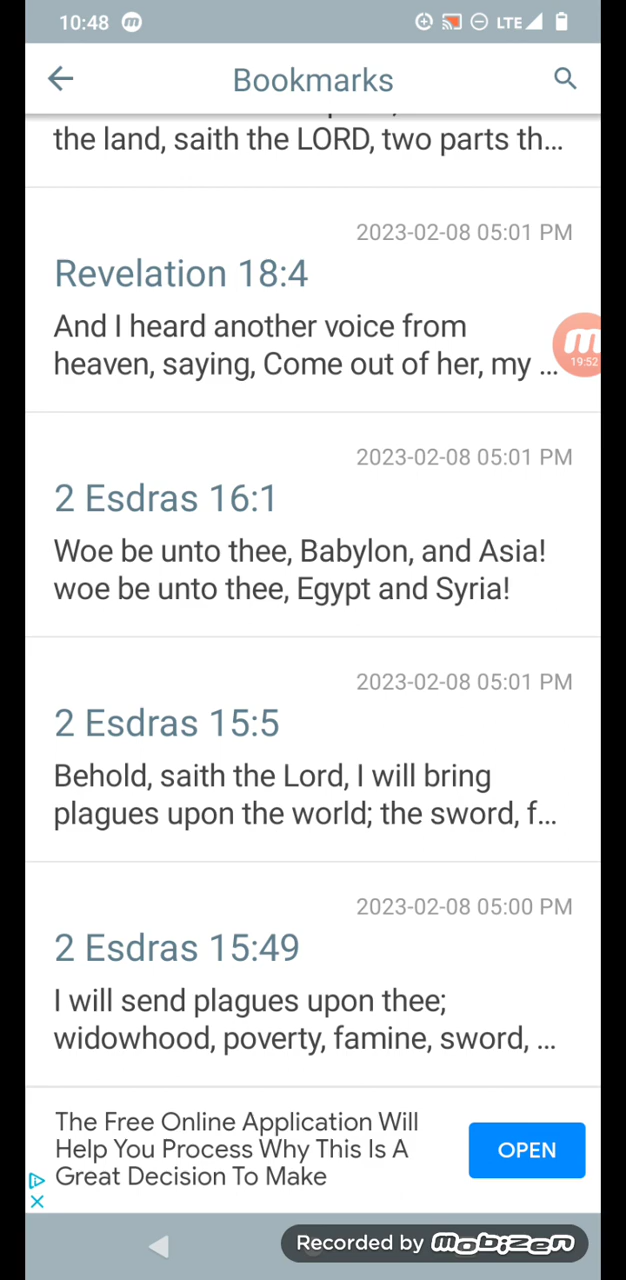 10:48 m LTE
Bookmarks
the land, saith the LORD, two parts th...
2023-02-08 05:01 PM
Revelation 18:4
And I heard another voice from
heaven, saying, Come out of her, my ...
m
19:52
2023-02-08 05:01 PM
2 Esdras 16:1
Woe be unto thee, Babylon, and Asia!
woe be unto thee, Egypt and Syria!
2023-02-08 05:01 PM
2 Esdras 15:5
Behold, saith the Lord, I will bring
plagues upon the world; the sword, f...
2023-02-08 05:00 PM
2 Esdras 15:49
I will send plagues upon thee;
widowhood, poverty, famine, sword, ...
The Free Online Application Will
Help You Process Why This Is A
Great Decision To Make
OPEN
Recorded by mobizen